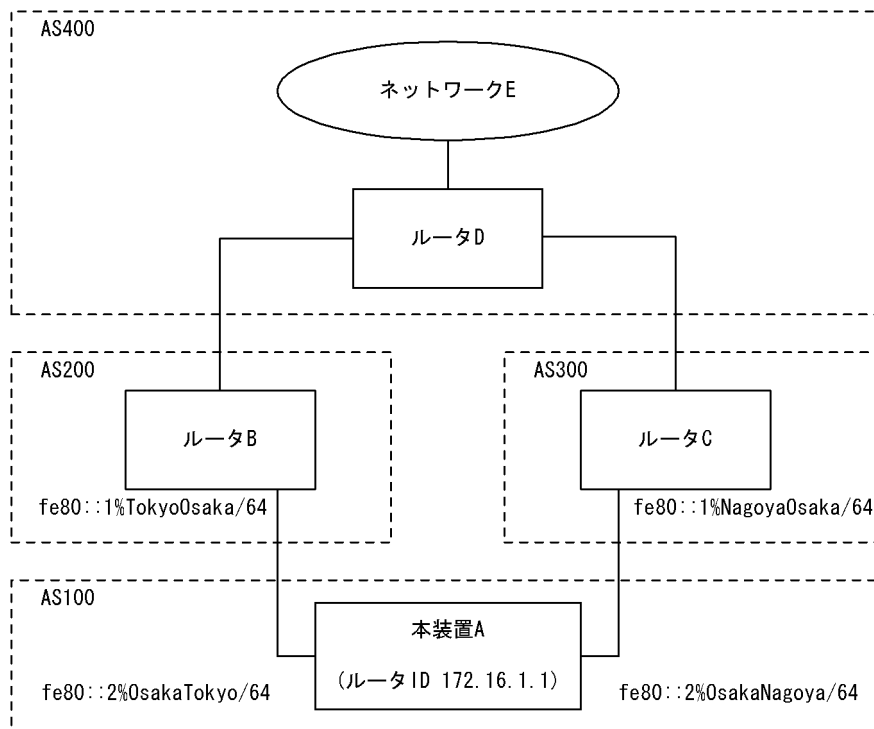 AS400
ネットワークE
ルータD
AS200
AS300
ルータB
ルータC
fe80::1%TokyoOsaka/64
fe80::1%NagoyaOsaka/64
AS100
本装置A
(ルータID 172.16.1.1)
fe80::2%OsakaTokyo/64
fe80::2%OsakaNagoya/64